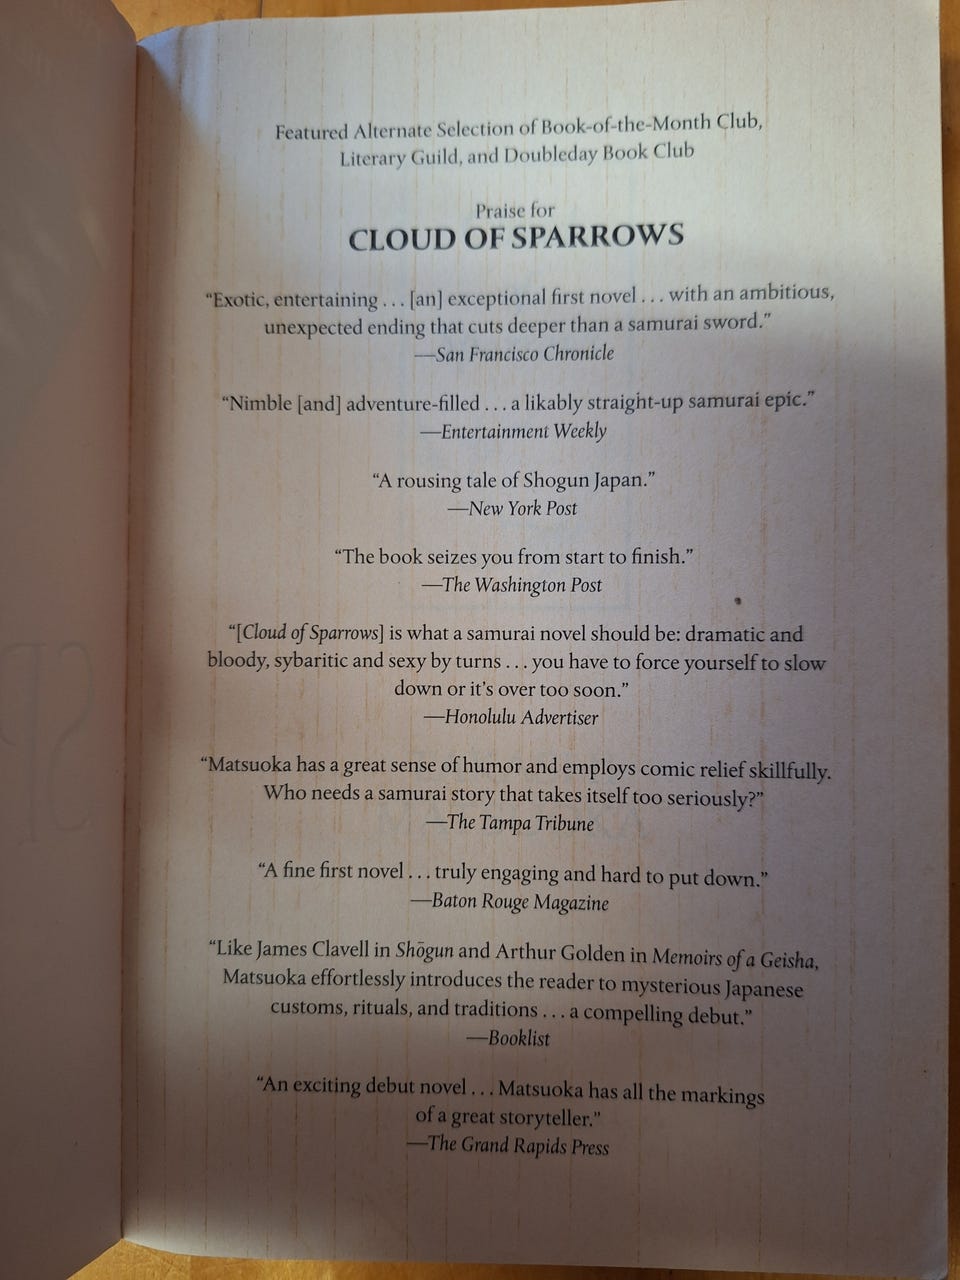 Featured Alternate Selection of Book-of-the-Month Club,
Literary Guild, and Doubleday Book Club
Praise for
CLOUD OF SPARROWS
“Exotic, entertaining . . . [an] exceptional first novel . . . with an ambitious,
unexpected ending that cuts deeper than a samurai sword.”
—San Francisco Chronicle
“Nimble [and] adventure-filled . . . a likably straight-up samurai epic.”
—Entertainment Weekly
“A rousing tale of Shogun Japan.”
—New York Post
“The book seizes you from start to finish.”
—The Washington Post
“[Cloud of Sparrows] is what a samurai novel should be: dramatic and
bloody, sybaritic and sexy by turns . . . you have to force yourself to slow
down or it’s over too soon.”
—Honolulu Advertiser
“Matsuoka has a great sense of humor and employs comic relief skillfully.
Who needs a samurai story that takes itself too seriously?”
—The Tampa Tribune
“A fine first novel . . . truly engaging and hard to put down.”
—Baton Rouge Magazine
“Like James Clavell in Shōgun and Arthur Golden in Memoirs of a Geisha,
Matsuoka effortlessly introduces the reader to mysterious Japanese
customs, rituals, and traditions . . . a compelling debut.”
—Booklist
“An exciting debut novel . . . Matsuoka has all the markings
of a great storyteller.”
—The Grand Rapids Press